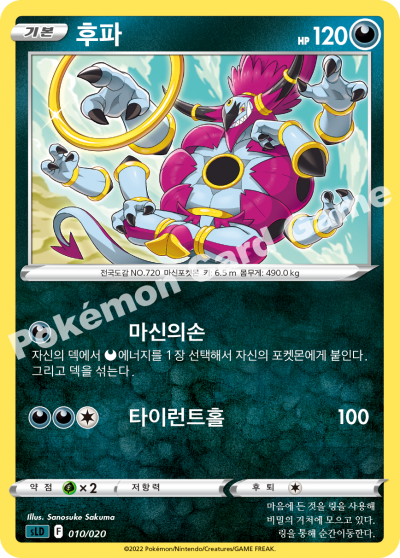 기본 후파 HP 120
Pokémon Card Game
전국도감 NO.720 마신포켓몬 키: 6.5 m 몸무게: 490.0 kg
마신의손
자신의 덱에서 에너지를 1장 선택해서 자신의 포켓몬에게 붙인다.
그리고 덱을 섞는다.
타이런트홀 100
약점 ×2 저항력 후퇴
Illus. Sanosuke Sakuma
sLD F 010/020
마음에 든 것을 링을 사용해
비밀의 거처에 모으고 있다.
링을 통해 순간이동한다.
©2022 Pokémon/Nintendo/Creatures/GAME FREAK.